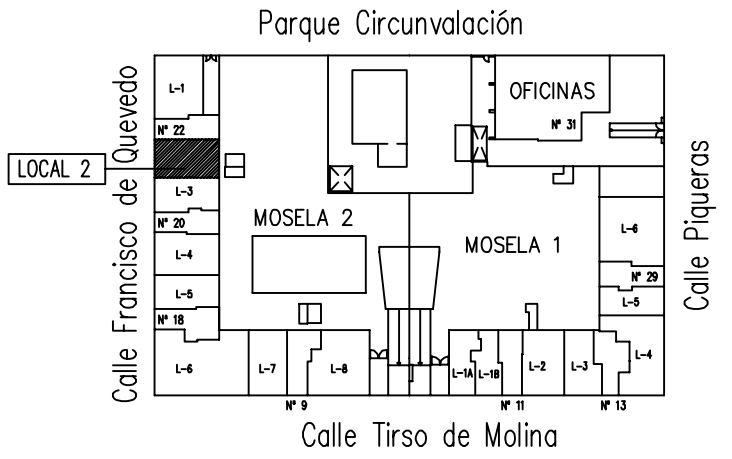 Parque Circunvalación
L-1
OFICINAS
Nº 31
Nº 22
LOCAL 2
Calle Francisco de Quevedo
L-3
MOSELA 2
Nº 20
L-6
Calle Piqueras
MOSELA 1
L-4
Nº 29
L-5
L-5
Nº 18
L-6
L-7
L-8
L-1A
L-1B
L-2
L-3
L-4
Nº 9
Nº 11
Nº 13
Calle Tirso de Molina